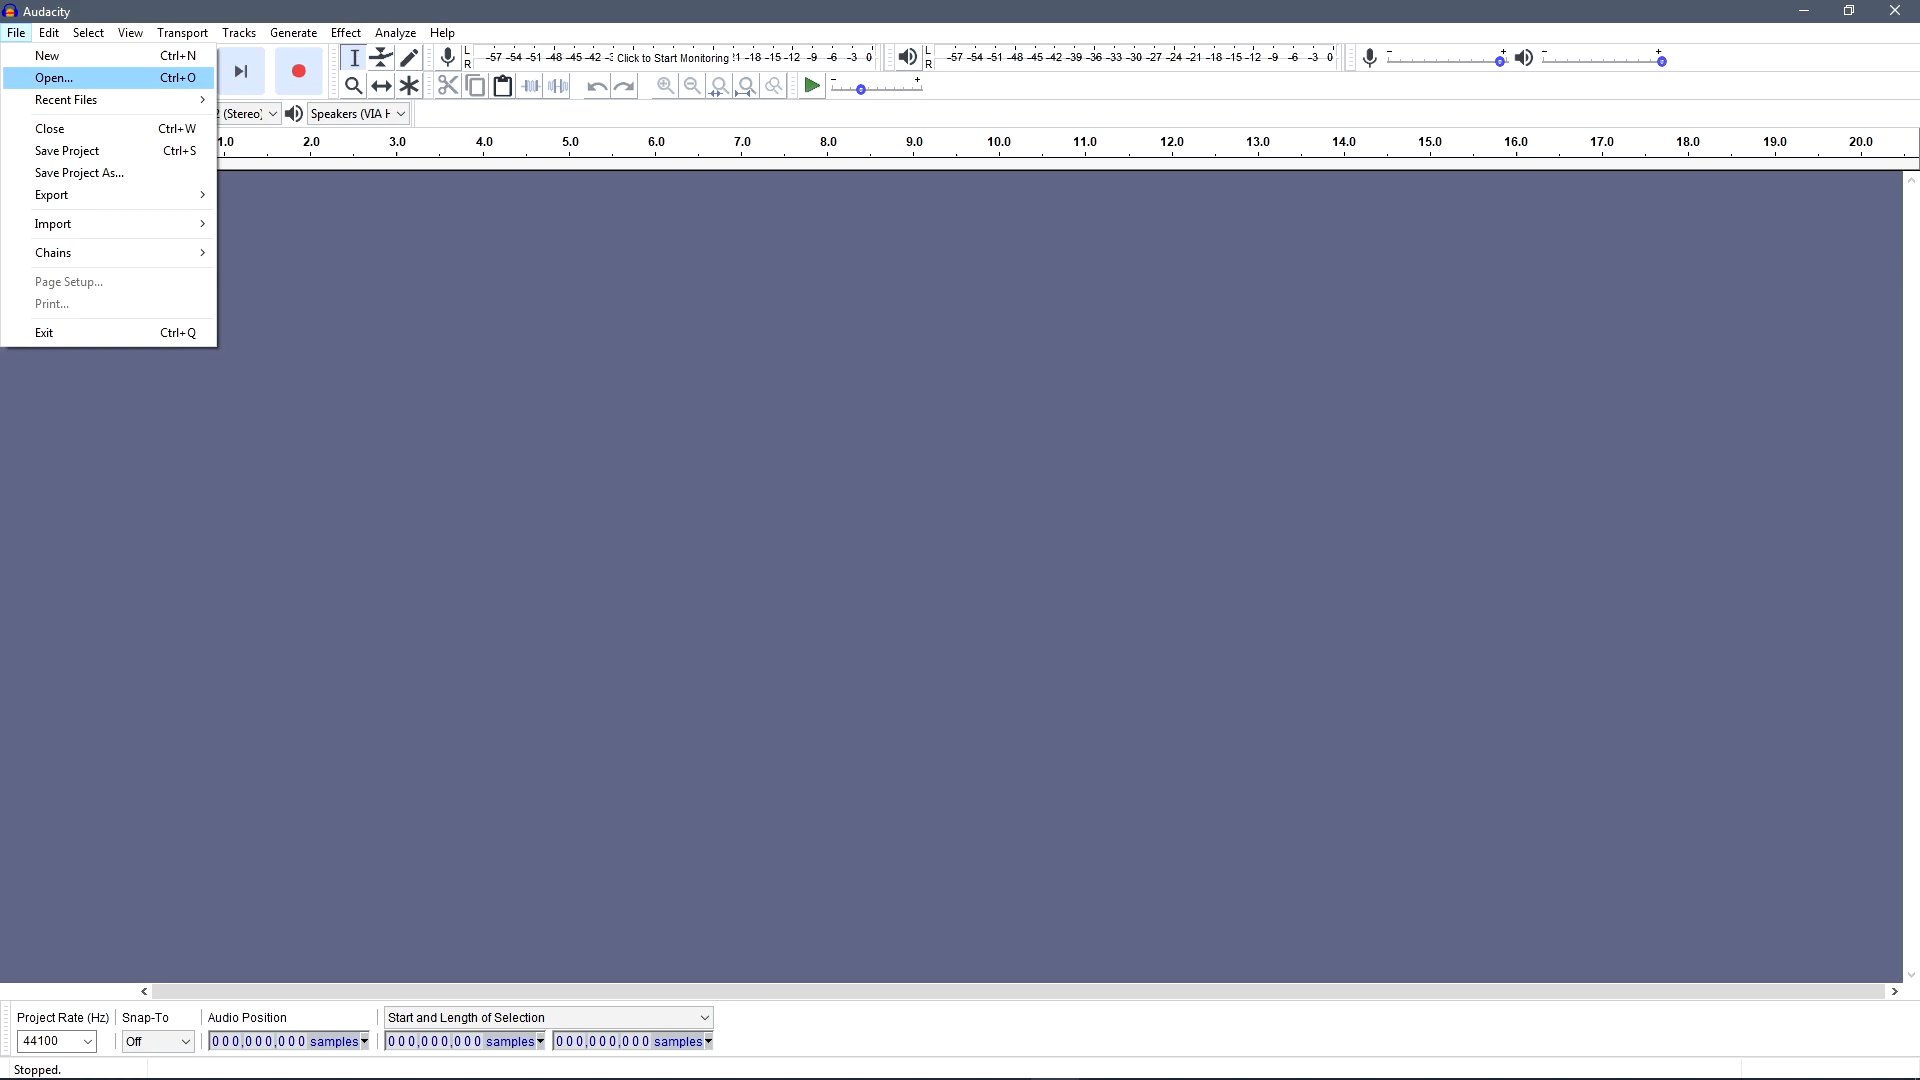 Audacity
File Edit Select View Transport Tracks Generate Effect Analyze Help
New Ctrl+N
Open... Ctrl+O
Recent Files
Close Ctrl+W
Save Project Ctrl+S
Save Project As...
Export
Import
Chains
Page Setup...
Print...
Exit Ctrl+Q
L
R
-57 -54 -51 -48 -45 -42 Click to Start Monitoring -18 -15 -12 -9 -6 -3 0
L
R
-57 -54 -51 -48 -45 -42 -39 -36 -33 -30 -27 -24 -21 -18 -15 -12 -9 -6 -3 0
- + - +
- +
2 (Stereo) Speakers (VIA H
1.0 2.0 3.0 4.0 5.0 6.0 7.0 8.0 9.0 10.0 11.0 12.0 13.0 14.0 15.0 16.0 17.0 18.0 19.0 20.0
Project Rate (Hz) Snap-To Audio Position Start and Length of Selection
44100 Off 000,000,000 samples 000,000,000 samples 000,000,000 samples
Stopped.